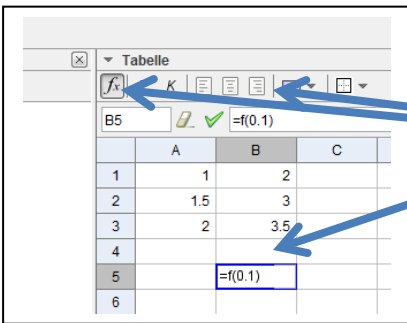 Tabelle
fx K
B5 =f(0.1)
A B C
1 1 2
2 1.5 3
3 2 3.5
4
5 =f(0.1)
6